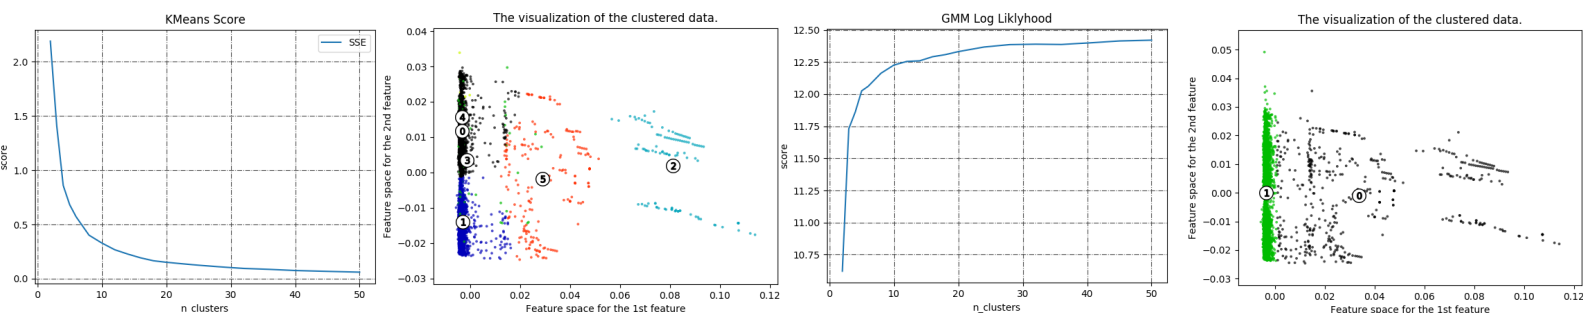 KMeans Score
SSE
2.0
1.5
1.0
0.5
0.0
score
0 10 20 30 40 50
n_clusters
The visualization of the clustered data.
0.04
0.03
0.02
0.01
0.00
−0.01
−0.02
−0.03
Feature space for the 2nd feature
4
0
3
1
5
2
0.00 0.02 0.04 0.06 0.08 0.10 0.12
Feature space for the 1st feature
GMM Log Liklyhood
12.50
12.25
12.00
11.75
11.50
11.25
11.00
10.75
score
0 10 20 30 40 50
n_clusters
The visualization of the clustered data.
0.05
0.04
0.03
0.02
0.01
0.00
−0.01
−0.02
−0.03
Feature space for the 2nd feature
1
0
0.00 0.02 0.04 0.06 0.08 0.10 0.12
Feature space for the 1st feature